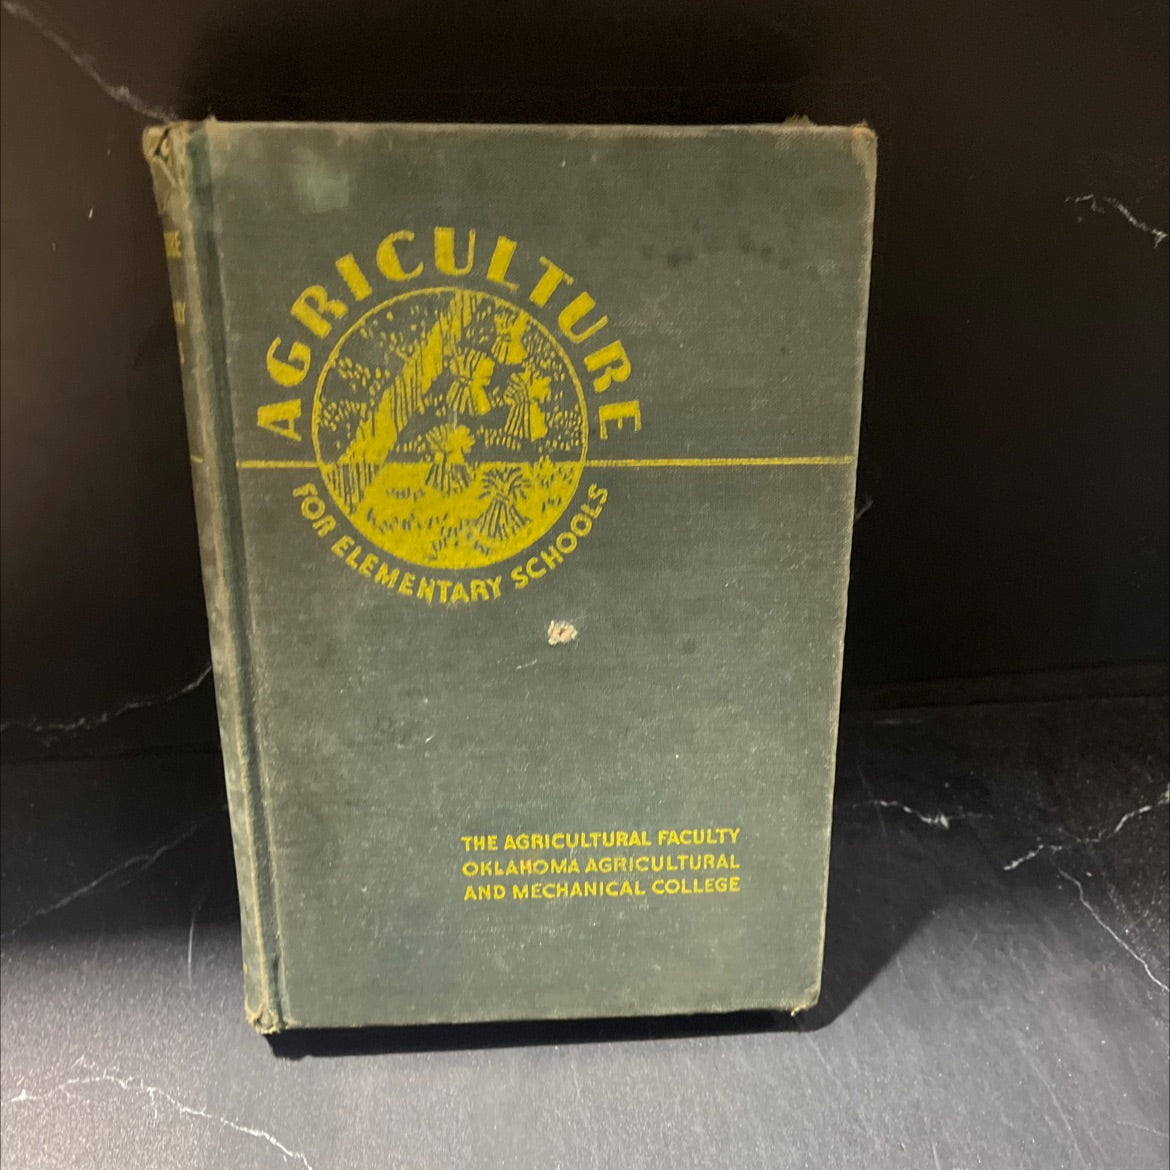 AGRICULTURE
FOR ELEMENTARY SCHOOLS
THE AGRICULTURAL FACULTY
OKLAHOMA AGRICULTURAL
AND MECHANICAL COLLEGE